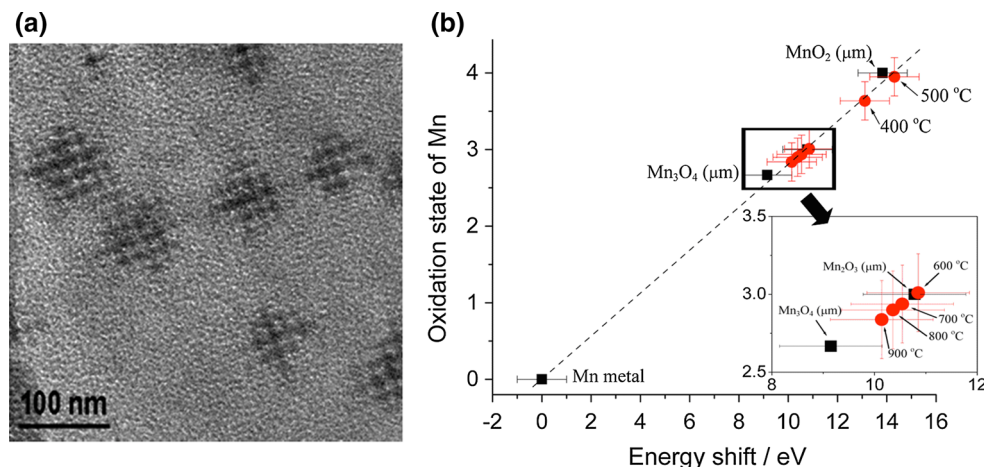 (a)
100 nm
(b)
Oxidation state of Mn
4
3
2
1
0
MnO₂ (μm)
500 °C
400 °C
Mn₃O₄ (μm)
Mn metal
3.5
3.0
2.5
Mn₂O₃ (μm)
600 °C
Mn₃O₄ (μm)
700 °C
800 °C
900 °C
8 10 12
-2 0 2 4 6 8 10 12 14 16
Energy shift / eV